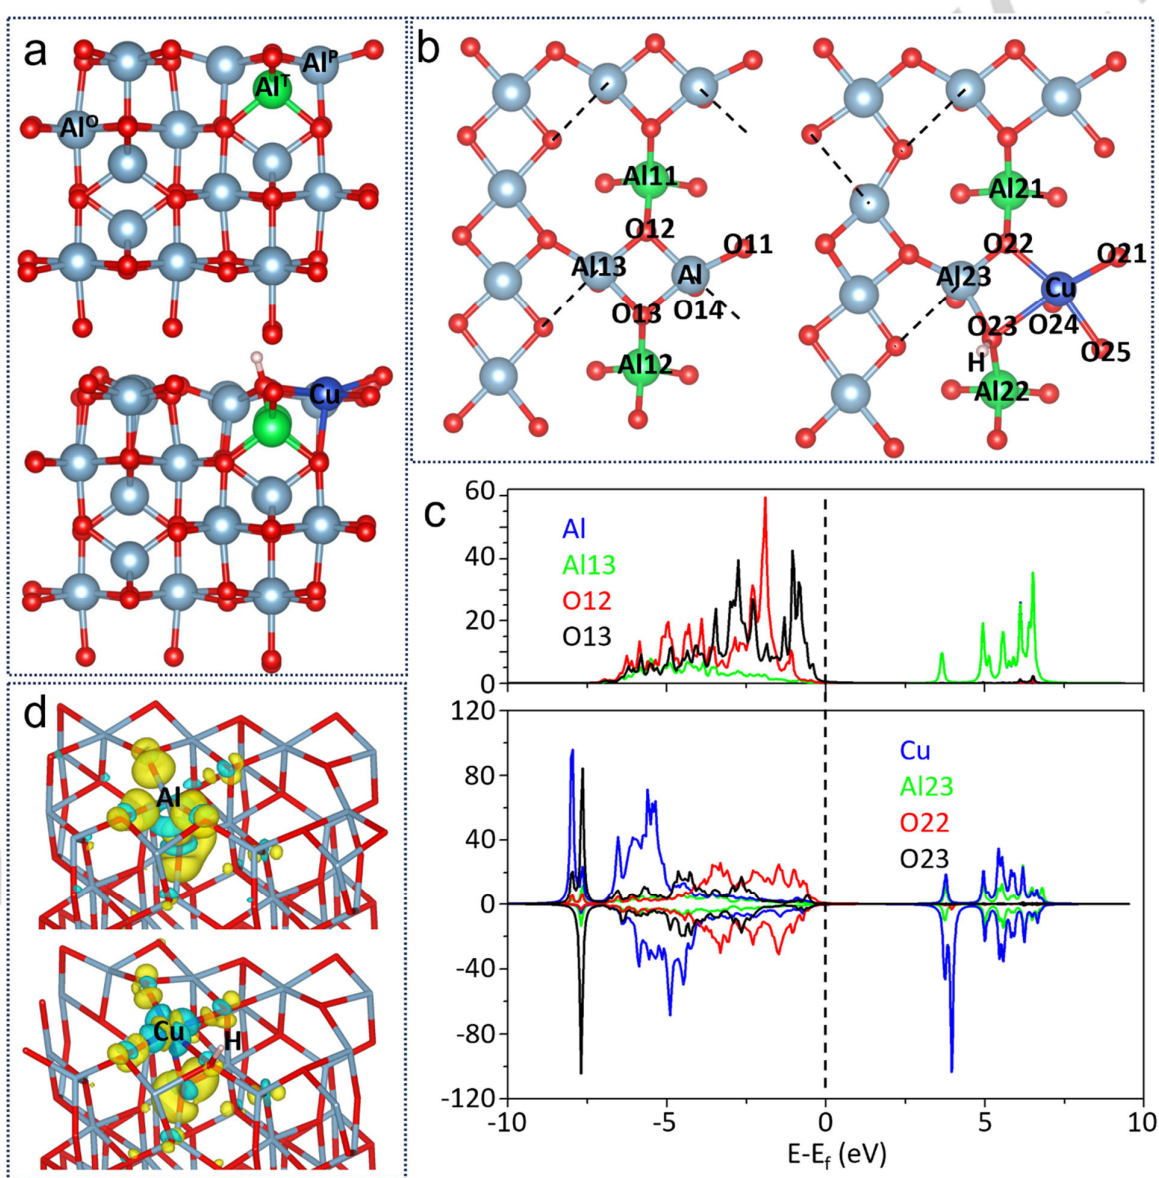 a
Al^P
Al^T
Al^O
Cu
b
Al11
O12
O11
Al13
Al
O13
O14
Al12
Al21
O22
O21
Al23
Cu
O23
O24
O25
H
Al22
c
60
40
20
0
Al
Al13
O12
O13
120
80
40
0
-40
-80
-120
Cu
Al23
O22
O23
-10
-5
0
5
10
E-E_f (eV)
d
Al
Cu
H